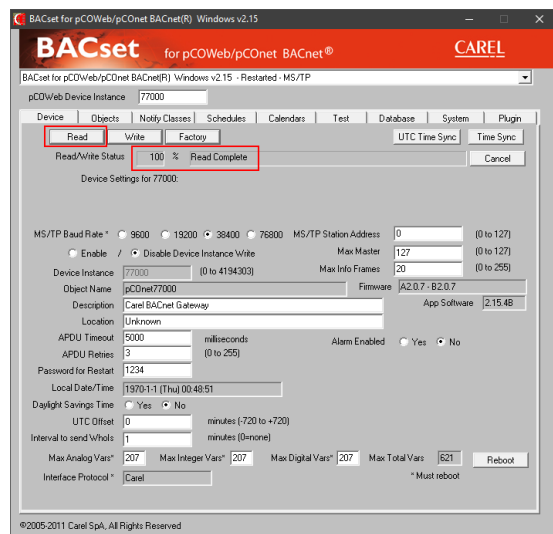 BACset for pCOWeb/pCOnet BACnet(R) Windows v2.15
BACset for pCOWeb/pCOnet BACnet® CAREL
BACset for pCOWeb/pCOnet BACnet(R) Windows v2.15 - Restarted - MS/TP
pCOWeb Device Instance 77000
Device Objects Notify Classes Schedules Calendars Test Database System Plugin
Read Write Factory UTC Time Sync Time Sync
Read/Write Status 100 % Read Complete Cancel
Device Settings for 77000:
MS/TP Baud Rate * 9600 19200 38400 76800 MS/TP Station Address 0 (0 to 127)
Enable / Disable Device Instance Write Max Master 127 (0 to 127)
Device Instance 77000 (0 to 4194303) Max Info Frames 20 (0 to 255)
Object Name pCOnet77000 Firmware A2.0.7 - B2.0.7
Description Carel BACnet Gateway App Software 2.15.4B
Location Unknown
APDU Timeout 5000 milliseconds Alarm Enabled Yes No
APDU Retries 3 (0 to 255)
Password for Restart 1234
Local Date/Time 1970-1-1 (Thu) 00:48:51
Daylight Savings Time Yes No
UTC Offset 0 minutes (-720 to +720)
Interval to send WhoIs 1 minutes (0=none)
Max Analog Vars* 207 Max Integer Vars* 207 Max Digital Vars* 207 Max Total Vars 621 Reboot
Interface Protocol * Carel * Must reboot
©2005-2011 Carel SpA, All Rights Reserved